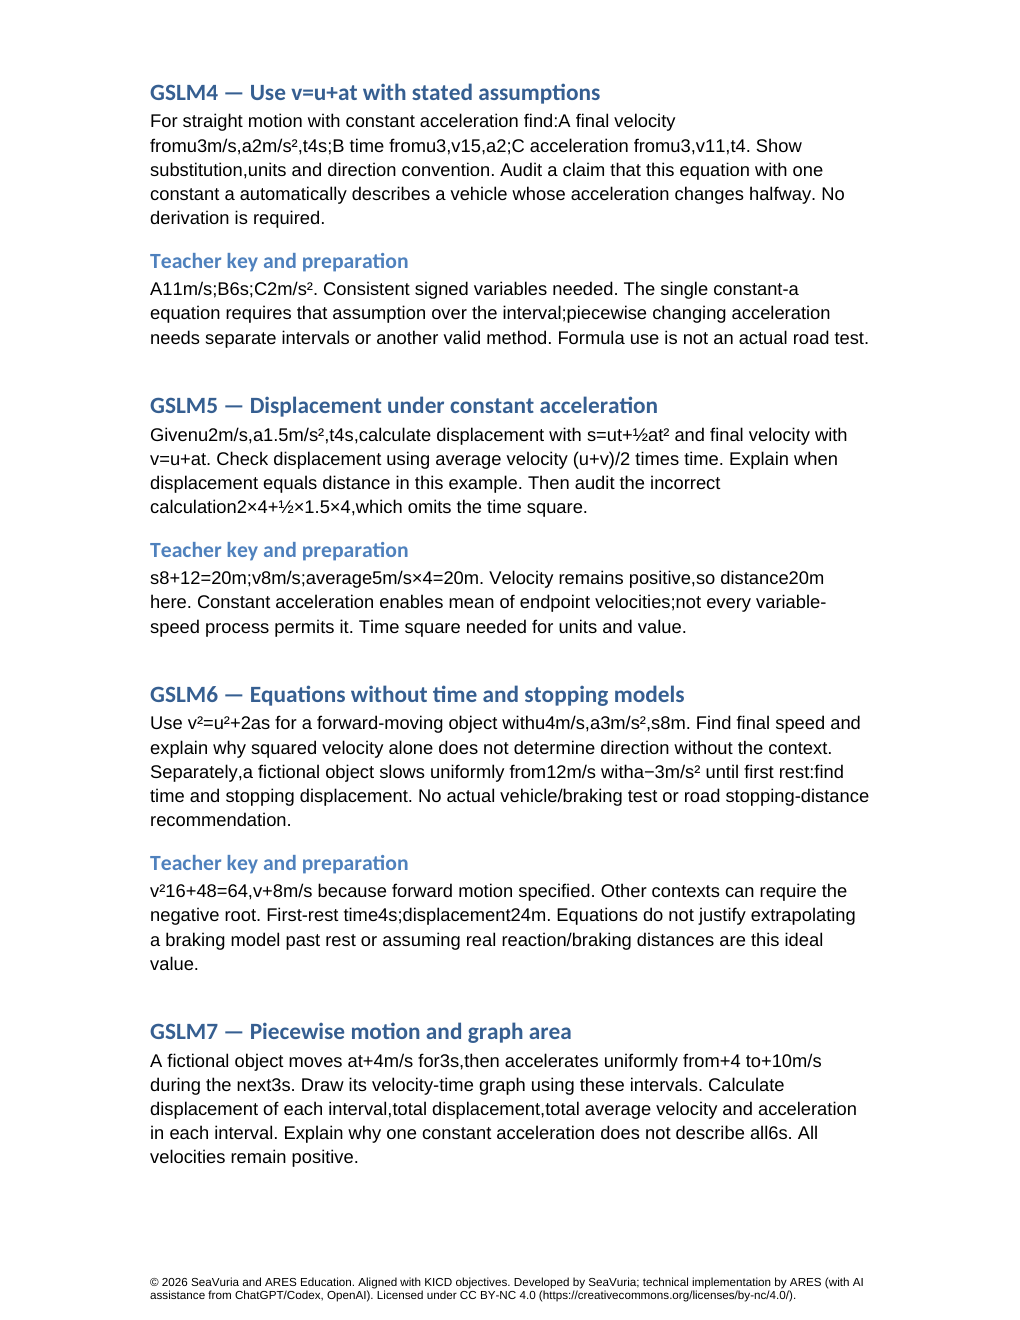 GSLM4 — Use v=u+at with stated assumptions
For straight motion with constant acceleration find:A final velocity
fromu3m/s,a2m/s²,t4s;B time fromu3,v15,a2;C acceleration fromu3,v11,t4. Show
substitution,units and direction convention. Audit a claim that this equation with one
constant a automatically describes a vehicle whose acceleration changes halfway. No
derivation is required.
Teacher key and preparation
A11m/s;B6s;C2m/s². Consistent signed variables needed. The single constant-a
equation requires that assumption over the interval;piecewise changing acceleration
needs separate intervals or another valid method. Formula use is not an actual road test.
GSLM5 — Displacement under constant acceleration
Givenu2m/s,a1.5m/s²,t4s,calculate displacement with s=ut+½at² and final velocity with
v=u+at. Check displacement using average velocity (u+v)/2 times time. Explain when
displacement equals distance in this example. Then audit the incorrect
calculation2×4+½×1.5×4,which omits the time square.
Teacher key and preparation
s8+12=20m;v8m/s;average5m/s×4=20m. Velocity remains positive,so distance20m
here. Constant acceleration enables mean of endpoint velocities;not every variable-
speed process permits it. Time square needed for units and value.
GSLM6 — Equations without time and stopping models
Use v²=u²+2as for a forward-moving object withu4m/s,a3m/s²,s8m. Find final speed and
explain why squared velocity alone does not determine direction without the context.
Separately,a fictional object slows uniformly from12m/s witha−3m/s² until first rest:find
time and stopping displacement. No actual vehicle/braking test or road stopping-distance
recommendation.
Teacher key and preparation
v²16+48=64,v+8m/s because forward motion specified. Other contexts can require the
negative root. First-rest time4s;displacement24m. Equations do not justify extrapolating
a braking model past rest or assuming real reaction/braking distances are this ideal
value.
GSLM7 — Piecewise motion and graph area
A fictional object moves at+4m/s for3s,then accelerates uniformly from+4 to+10m/s
during the next3s. Draw its velocity-time graph using these intervals. Calculate
displacement of each interval,total displacement,total average velocity and acceleration
in each interval. Explain why one constant acceleration does not describe all6s. All
velocities remain positive.
© 2026 SeaVuria and ARES Education. Aligned with KICD objectives. Developed by SeaVuria; technical implementation by ARES (with AI
assistance from ChatGPT/Codex, OpenAI). Licensed under CC BY-NC 4.0 (https://creativecommons.org/licenses/by-nc/4.0/).